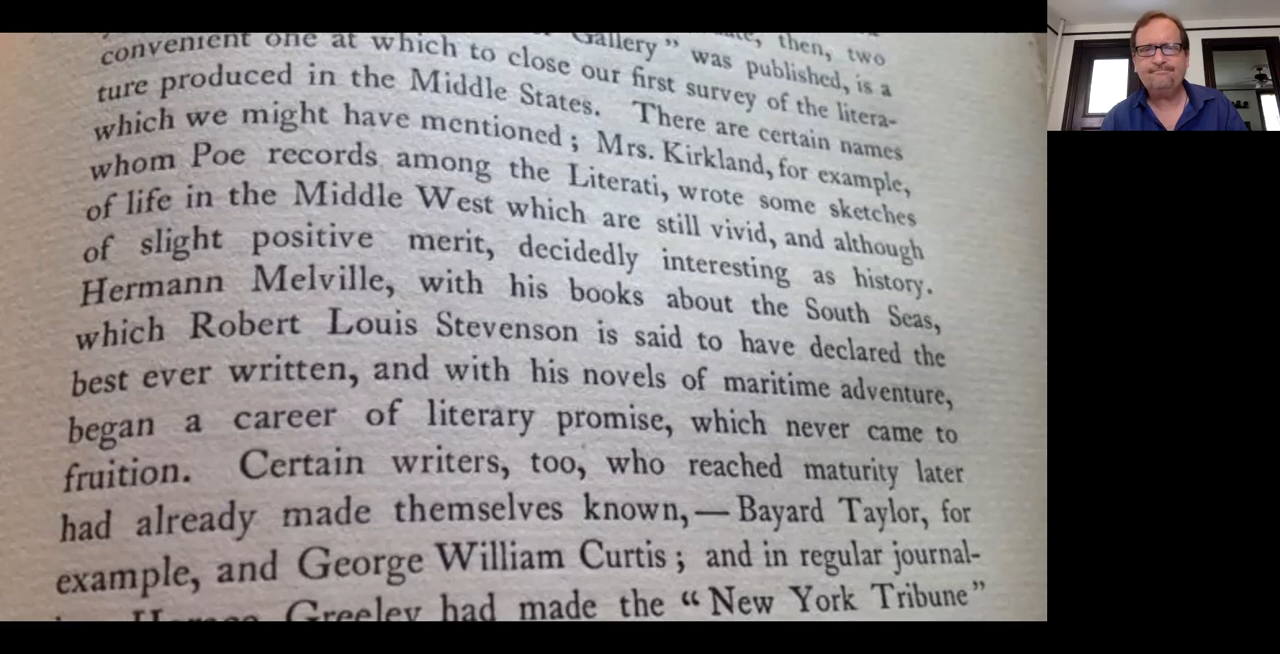 Gallery" was published, is a
then, two
convenient one at which to close our first survey of the litera-
ture produced in the Middle States. There are certain names
which we might have mentioned; Mrs. Kirkland, for example,
whom Poe records among the Literati, wrote some sketches
of life in the Middle West which are still vivid, and although
of slight positive merit, decidedly interesting as history.
Hermann Melville, with his books about the South Seas,
which Robert Louis Stevenson is said to have declared the
best ever written, and with his novels of maritime adventure,
began a career of literary promise, which never came to
fruition. Certain writers, too, who reached maturity later
had already made themselves known,—Bayard Taylor, for
example, and George William Curtis; and in regular journal-
Greeley had made the "New York Tribune"